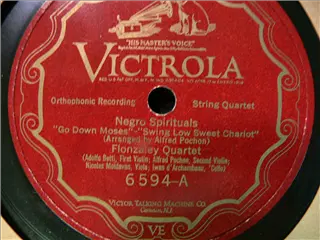 "HIS MASTER'S VOICE"
VICTROLA
Orthophonic Recording
String Quartet
Negro Spirituals
"Go Down Moses"-"Swing Low Sweet Chariot"
(Arranged by Alfred Pochon)
Flonzaley Quartet
(Adolfo Betti, First Violin; Alfred Pochon, Second Violin;
Nicolas Moldavan, Viola; Iwan d'Archambeau, 'Cello)
6594-A
VICTOR TALKING MACHINE CO
CAMDEN, N.J.
VE